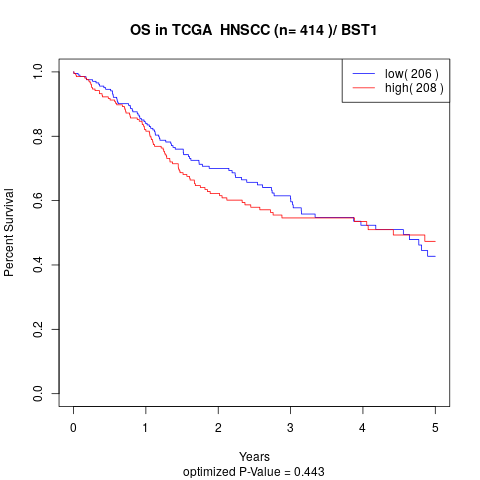 OS in TCGA HNSCC (n= 414 )/ BST1
low( 206 )
high( 208 )
Percent Survival
1.0
0.8
0.6
0.4
0.2
0.0
0 1 2 3 4 5
Years
optimized P-Value = 0.443